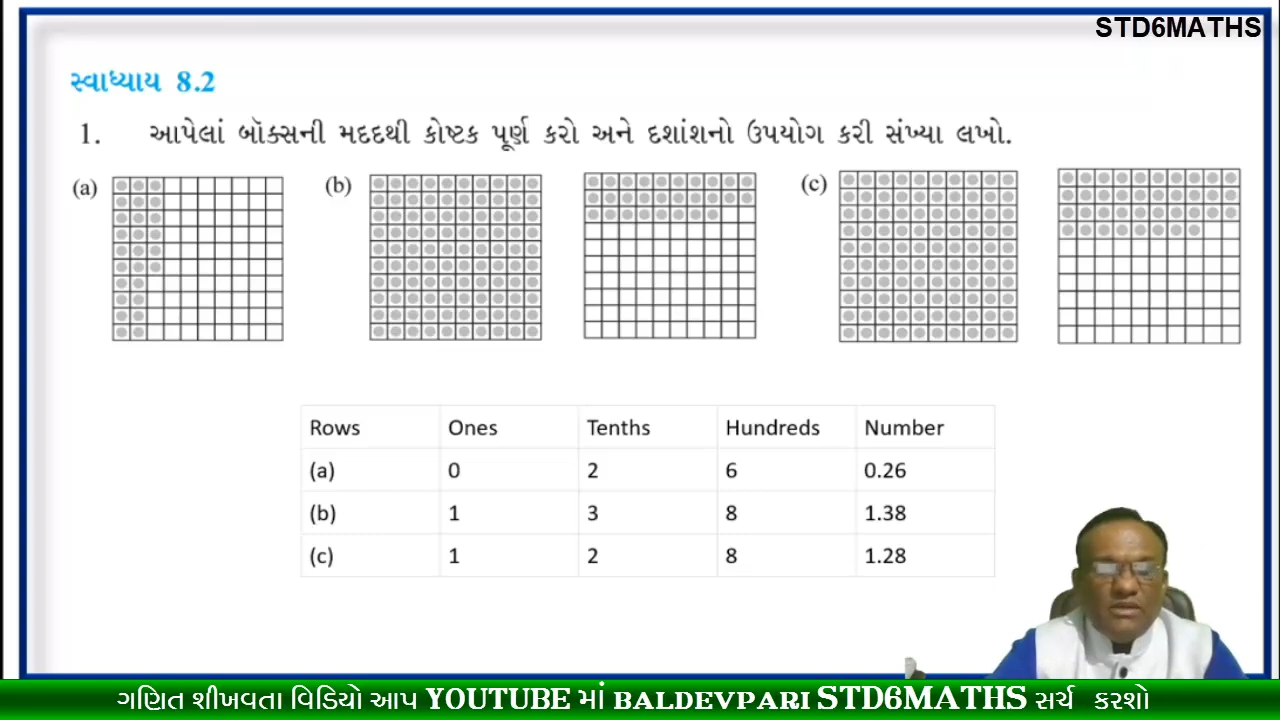 STD6MATHS
સ્વાધ્યાય 8.2
1. આપેલાં બૉક્સની મદદથી કોષ્ટક પૂર્ણ કરો અને દશાંશનો ઉપયોગ કરી સંખ્યા લખો.
(a) (b) (c)
Rows Ones Tenths Hundreds Number
(a) 0 2 6 0.26
(b) 1 3 8 1.38
(c) 1 2 8 1.28
ગણિત શીખવતા વિડિયો આપ YOUTUBE માં BALDEVPARI STD6MATHS સર્ચ કરશો